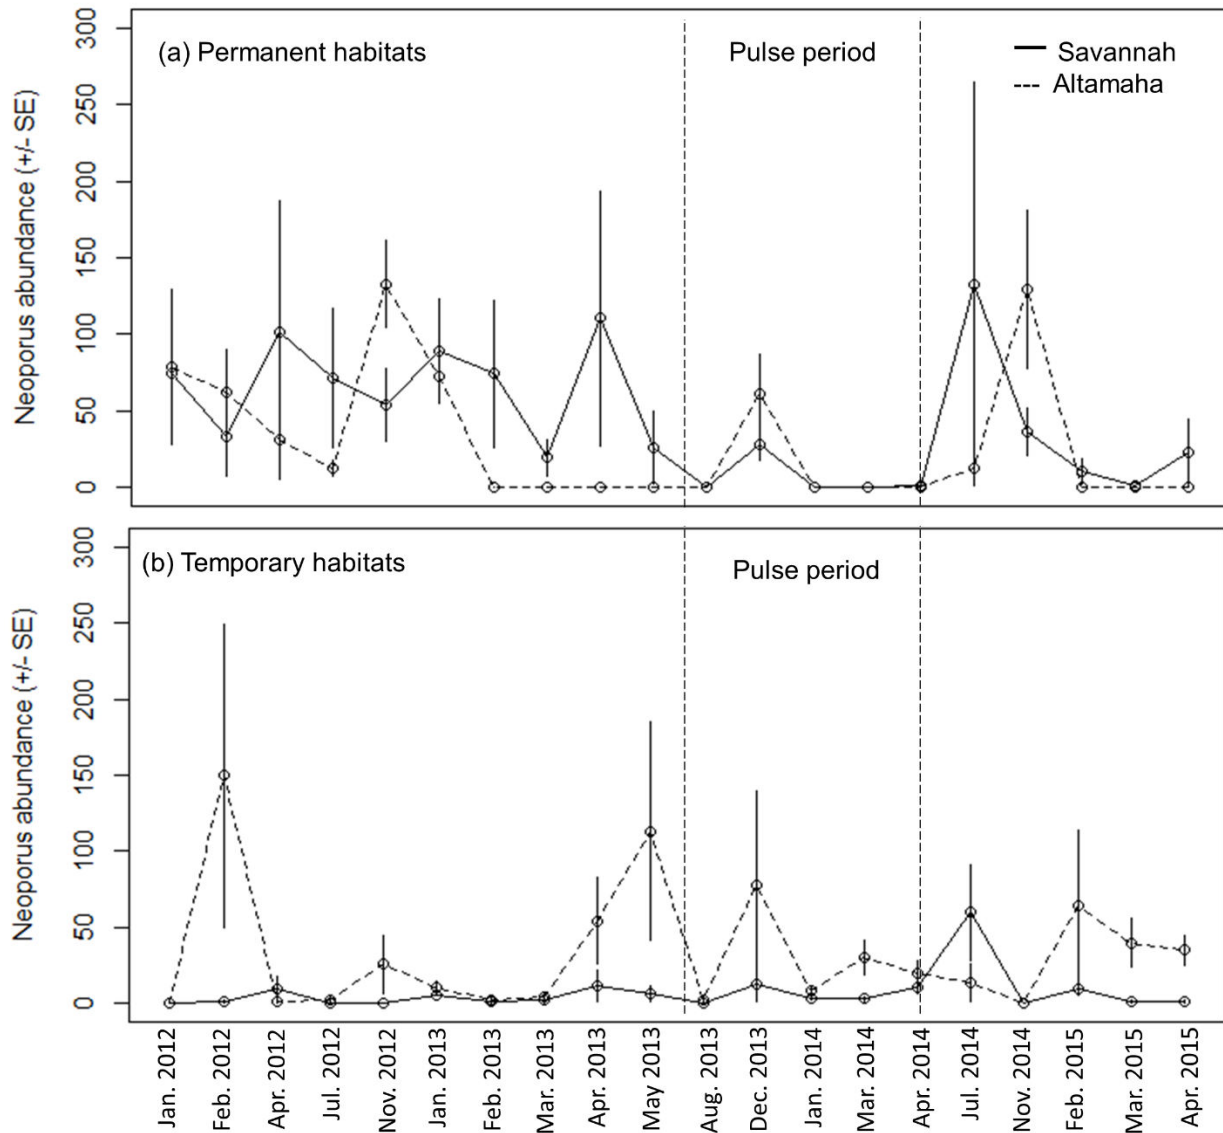 Neoporus abundance (+/- SE)
300
250
200
150
100
50
0
(a) Permanent habitats
Pulse period
Savannah
Altamaha
Neoporus abundance (+/- SE)
300
250
200
150
100
50
0
(b) Temporary habitats
Pulse period
Jan. 2012
Feb. 2012
Apr. 2012
Jul. 2012
Nov. 2012
Jan. 2013
Feb. 2013
Mar. 2013
Apr. 2013
May 2013
Aug. 2013
Dec. 2013
Jan. 2014
Mar. 2014
Apr. 2014
Jul. 2014
Nov. 2014
Feb. 2015
Mar. 2015
Apr. 2015